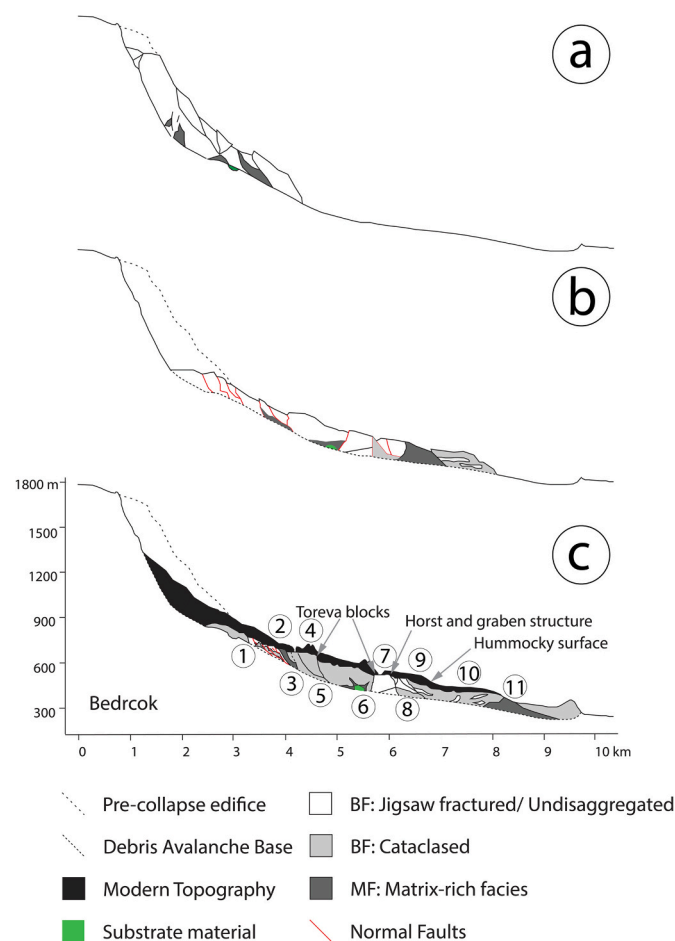 a
b
c
1800 m
1500
1200
900
600
300
Toreva blocks
Horst and graben structure
Hummocky surface
1
2
3
4
5
6
7
8
9
10
11
Bedrcok
0 1 2 3 4 5 6 7 8 9 10 km
Pre-collapse edifice
BF: Jigsaw fractured/ Undisaggregated
Debris Avalanche Base
BF: Cataclased
Modern Topography
MF: Matrix-rich facies
Substrate material
Normal Faults